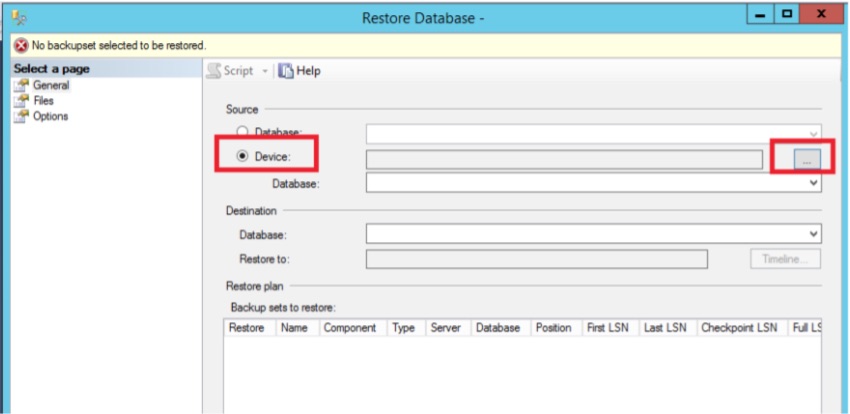 Restore Database -
No backupset selected to be restored.
Select a page
General
Files
Options
Script
Help
Source
Database:
Device:
...
Database:
Destination
Database:
Restore to:
Timeline...
Restore plan
Backup sets to restore:
Restore Name Component Type Server Database Position First LSN Last LSN Checkpoint LSN Full LS